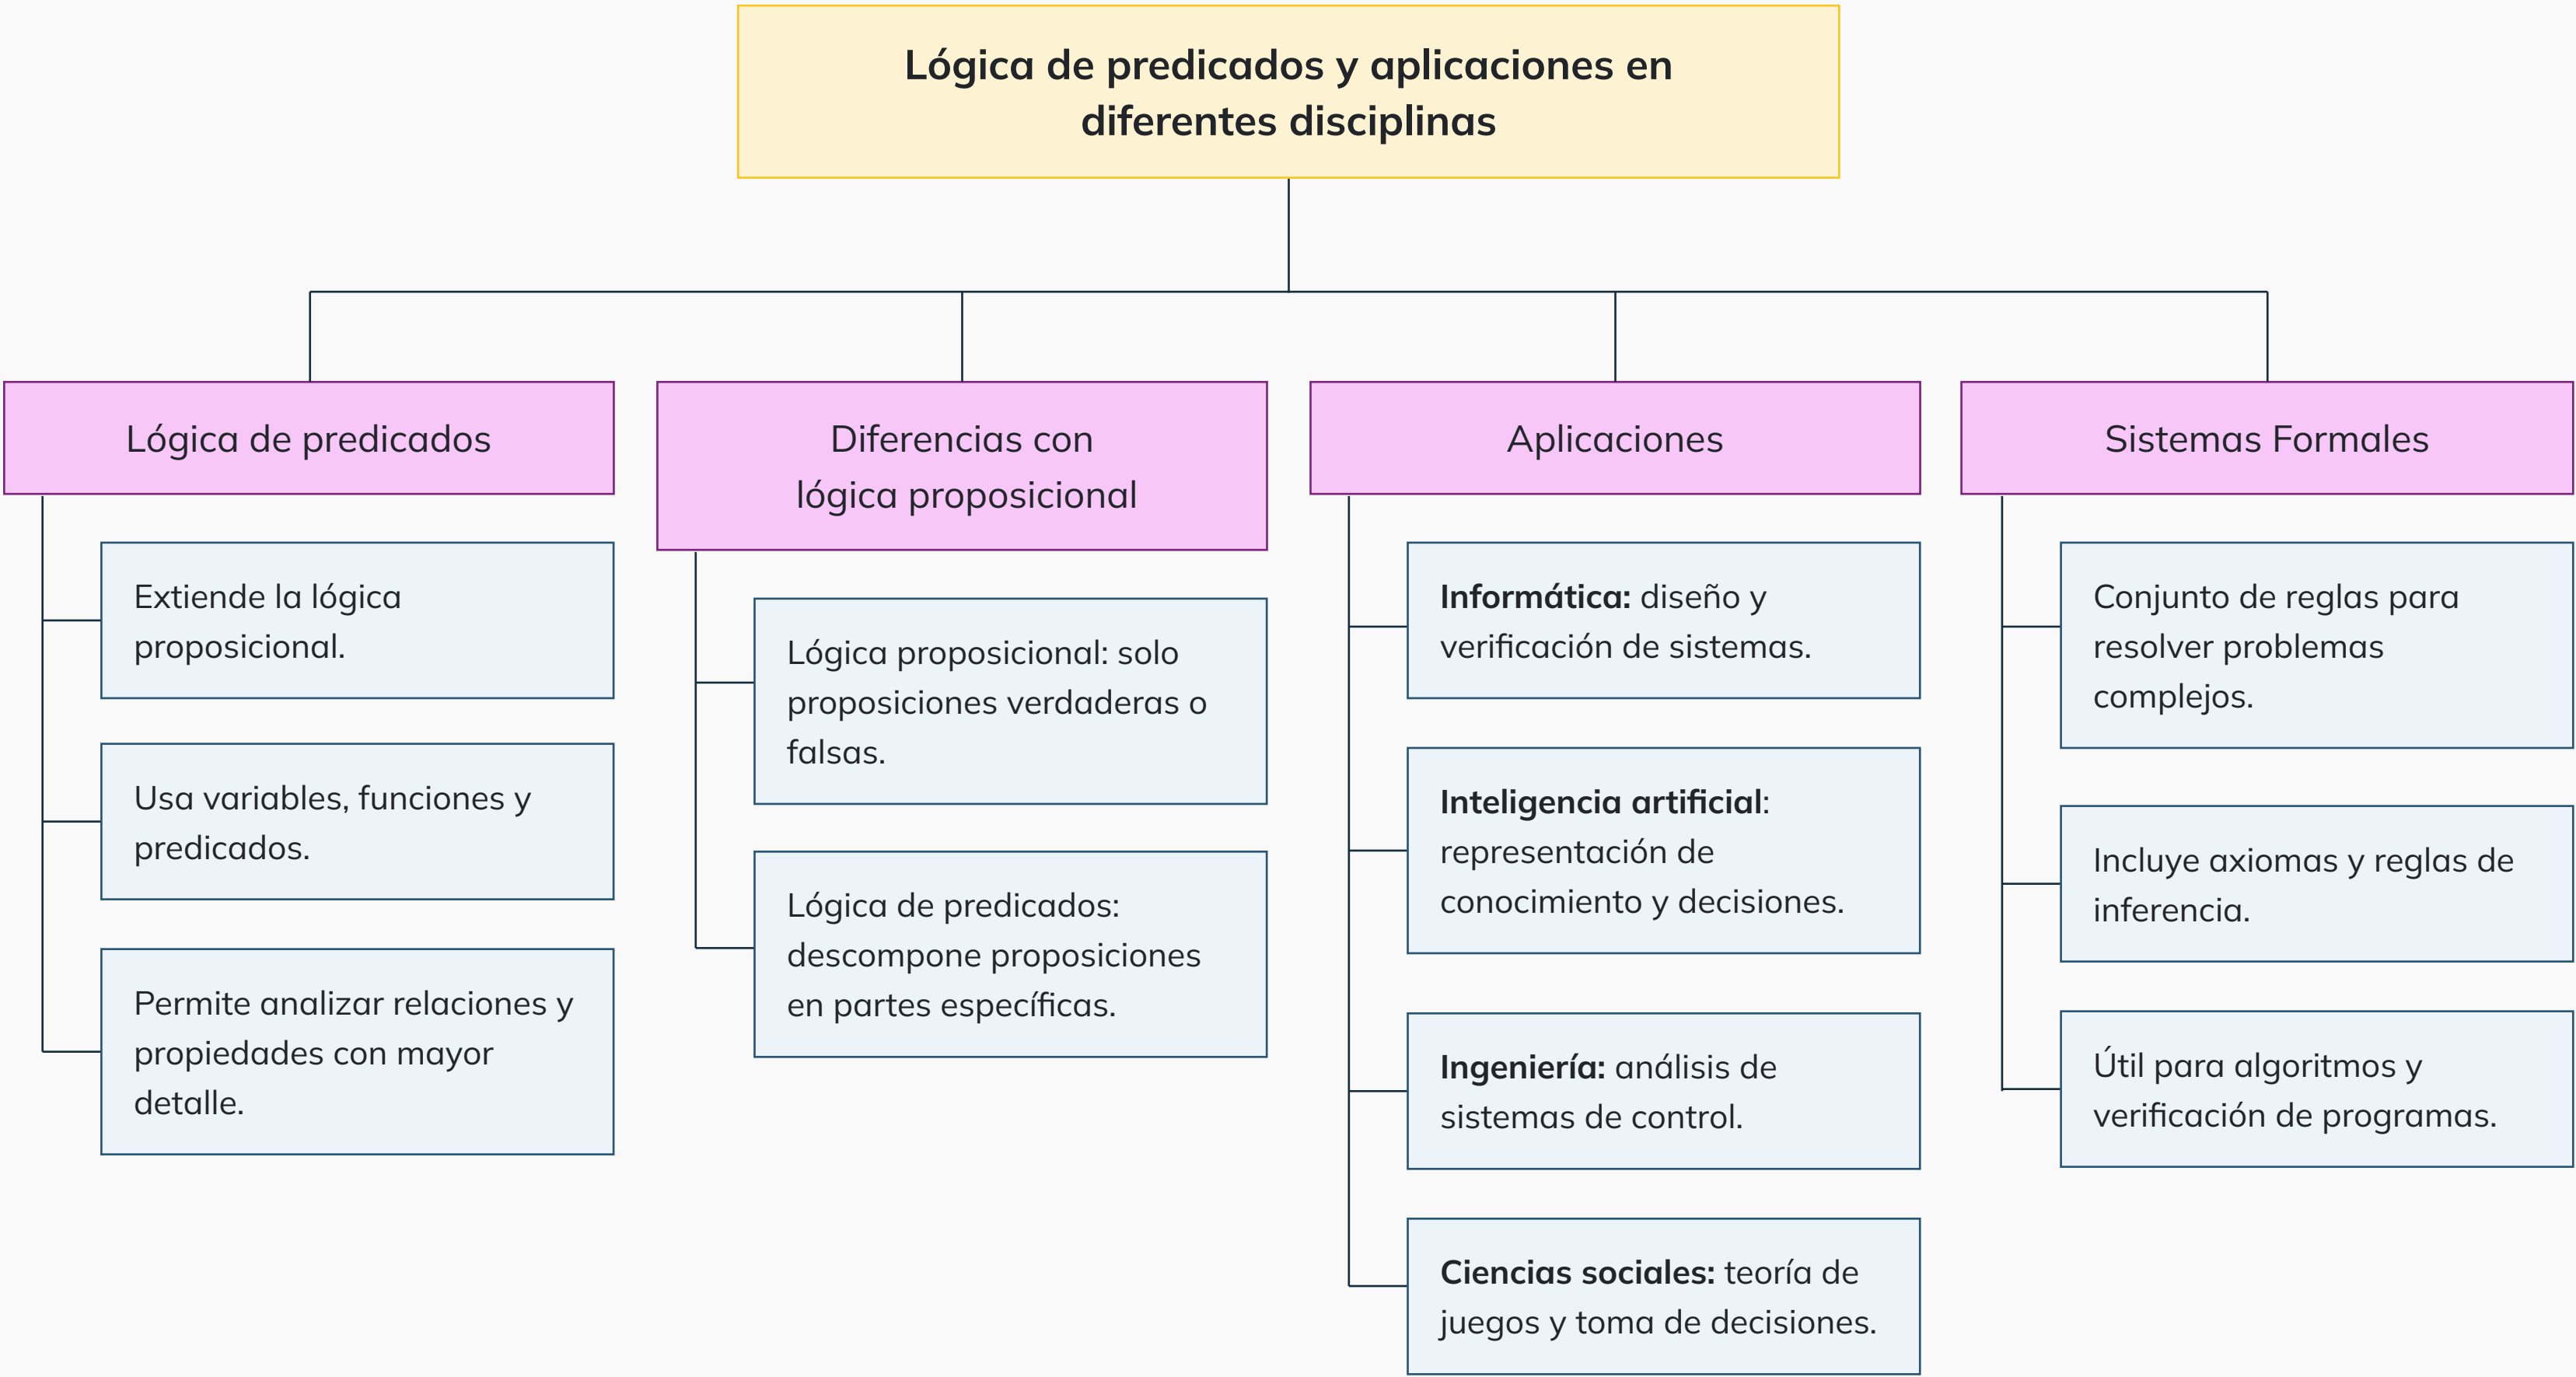 Lógica de predicados y aplicaciones en
diferentes disciplinas
Lógica de predicados
Extiende la lógica
proposicional.
Usa variables, funciones y
predicados.
Permite analizar relaciones y
propiedades con mayor
detalle.
Diferencias con
lógica proposicional
Lógica proposicional: solo
proposiciones verdaderas o
falsas.
Lógica de predicados:
descompone proposiciones
en partes específicas.
Aplicaciones
Informática: diseño y
verificación de sistemas.
Inteligencia artificial:
representación de
conocimiento y decisiones.
Ingeniería: análisis de
sistemas de control.
Ciencias sociales: teoría de
juegos y toma de decisiones.
Sistemas Formales
Conjunto de reglas para
resolver problemas
complejos.
Incluye axiomas y reglas de
inferencia.
Útil para algoritmos y
verificación de programas.